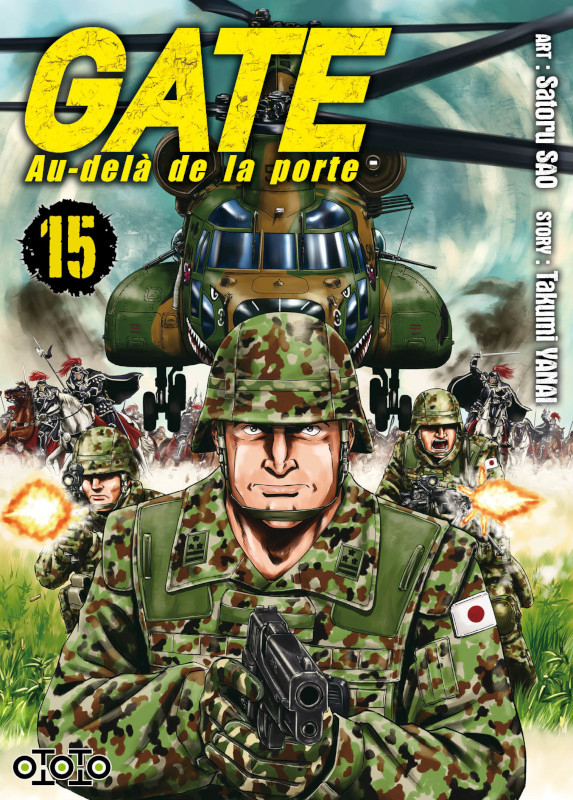 GATE
Au-delà de la porte
15
ART : Satoru SAO
STORY : Takumi YANAI
OTOTO